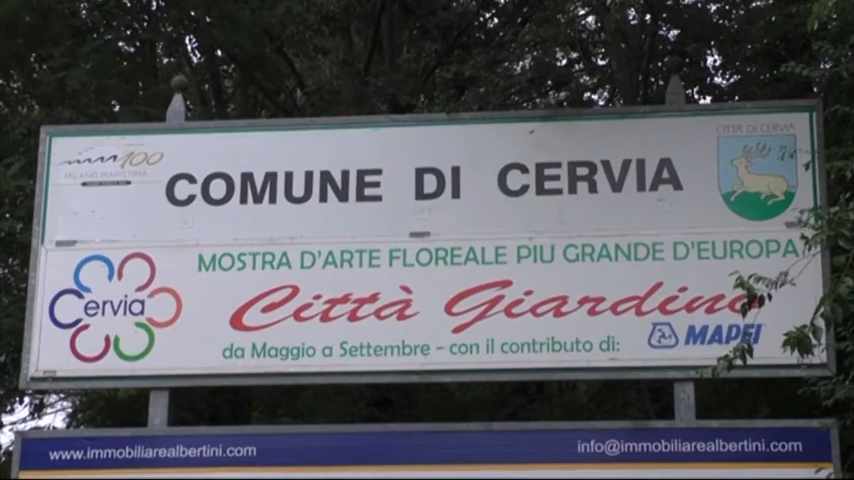 100
MILANO MARITTIMA
CITTÀ DI CERVIA
COMUNE DI CERVIA
MOSTRA D'ARTE FLOREALE PIU GRANDE D'EUROPA
Cervia
Città Giardino
da Maggio a Settembre - con il contributo di: MAPEI
www.immobiliarealbertini.com info@immobiliarealbertini.com